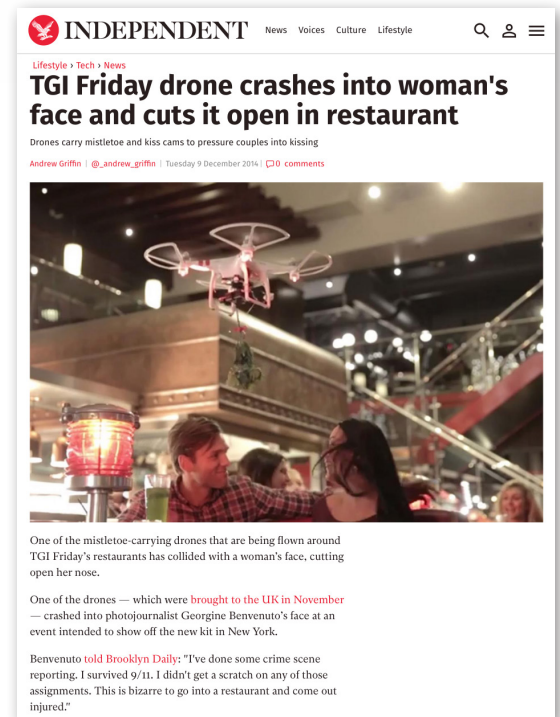 INDEPENDENT News Voices Culture Lifestyle
Lifestyle › Tech › News
TGI Friday drone crashes into woman's
face and cuts it open in restaurant
Drones carry mistletoe and kiss cams to pressure couples into kissing
Andrew Griffin | @_andrew_griffin | Tuesday 9 December 2014 | 0 comments
One of the mistletoe-carrying drones that are being flown around
TGI Friday's restaurants has collided with a woman's face, cutting
open her nose.
One of the drones — which were brought to the UK in November
— crashed into photojournalist Georgine Benvenuto's face at an
event intended to show off the new kit in New York.
Benvenuto told Brooklyn Daily: "I've done some crime scene
reporting. I survived 9/11. I didn't get a scratch on any of those
assignments. This is bizarre to go into a restaurant and come out
injured."